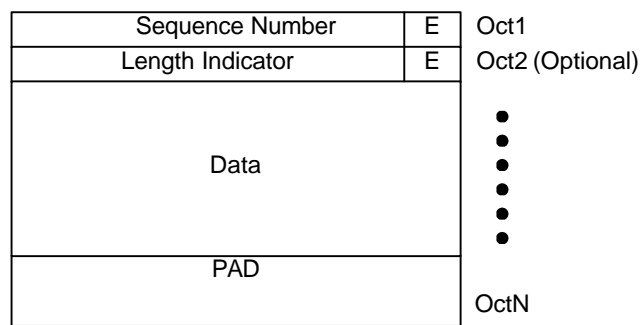 Sequence Number E Oct1
Length Indicator E Oct2 (Optional)
Data
PAD
OctN